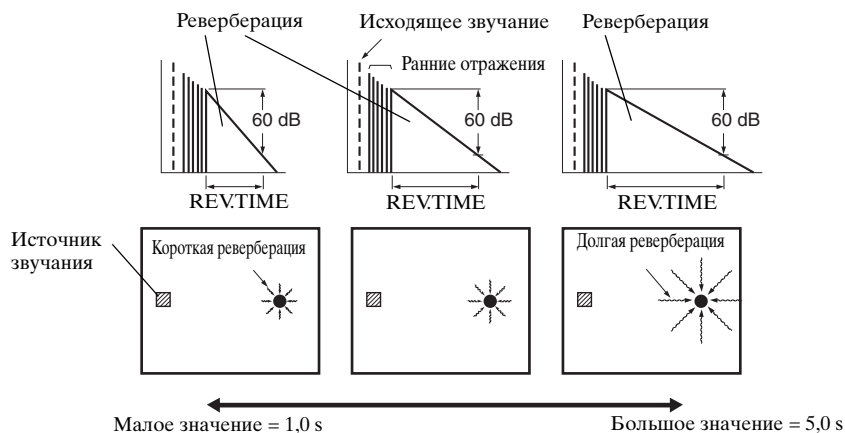 Реверберация
Исходящее звучание
Реверберация
Ранние отражения
60 dB
60 dB
60 dB
REV.TIME
REV.TIME
REV.TIME
Источник
звучания
Короткая реверберация
Долгая реверберация
Малое значение = 1,0 s
Большое значение = 5,0 s